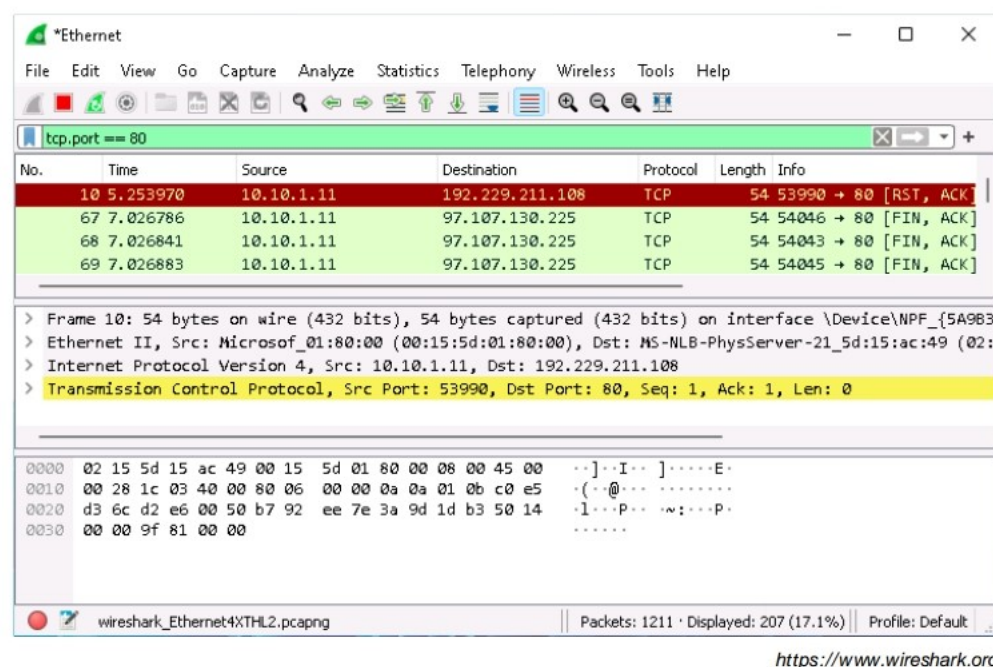 *Ethernet
File Edit View Go Capture Analyze Statistics Telephony Wireless Tools Help
tcp.port == 80
No. Time Source Destination Protocol Length Info
10 5.253970 10.10.1.11 192.229.211.108 TCP 54 53990 → 80 [RST, ACK]
67 7.026786 10.10.1.11 97.107.130.225 TCP 54 54046 → 80 [FIN, ACK]
68 7.026841 10.10.1.11 97.107.130.225 TCP 54 54043 → 80 [FIN, ACK]
69 7.026883 10.10.1.11 97.107.130.225 TCP 54 54045 → 80 [FIN, ACK]
> Frame 10: 54 bytes on wire (432 bits), 54 bytes captured (432 bits) on interface \Device\NPF_{5A9B3
> Ethernet II, Src: Microsof_01:80:00 (00:15:5d:01:80:00), Dst: MS-NLB-PhysServer-21_5d:15:ac:49 (02:
> Internet Protocol Version 4, Src: 10.10.1.11, Dst: 192.229.211.108
> Transmission Control Protocol, Src Port: 53990, Dst Port: 80, Seq: 1, Ack: 1, Len: 0
0000 02 15 5d 15 ac 49 00 15 5d 01 80 00 08 00 45 00 ··]··I·· ]·····E·
0010 00 28 1c 03 40 00 80 06 00 00 0a 0a 01 0b c0 e5 ·(··@··· ········
0020 d3 6c d2 e6 00 50 b7 92 ee 7e 3a 9d 1d b3 50 14 ·l···P·· ·~:···P·
0030 00 00 9f 81 00 00 ······
wireshark_Ethernet4XTHL2.pcapng Packets: 1211 · Displayed: 207 (17.1%) Profile: Default
https://www.wireshark.org